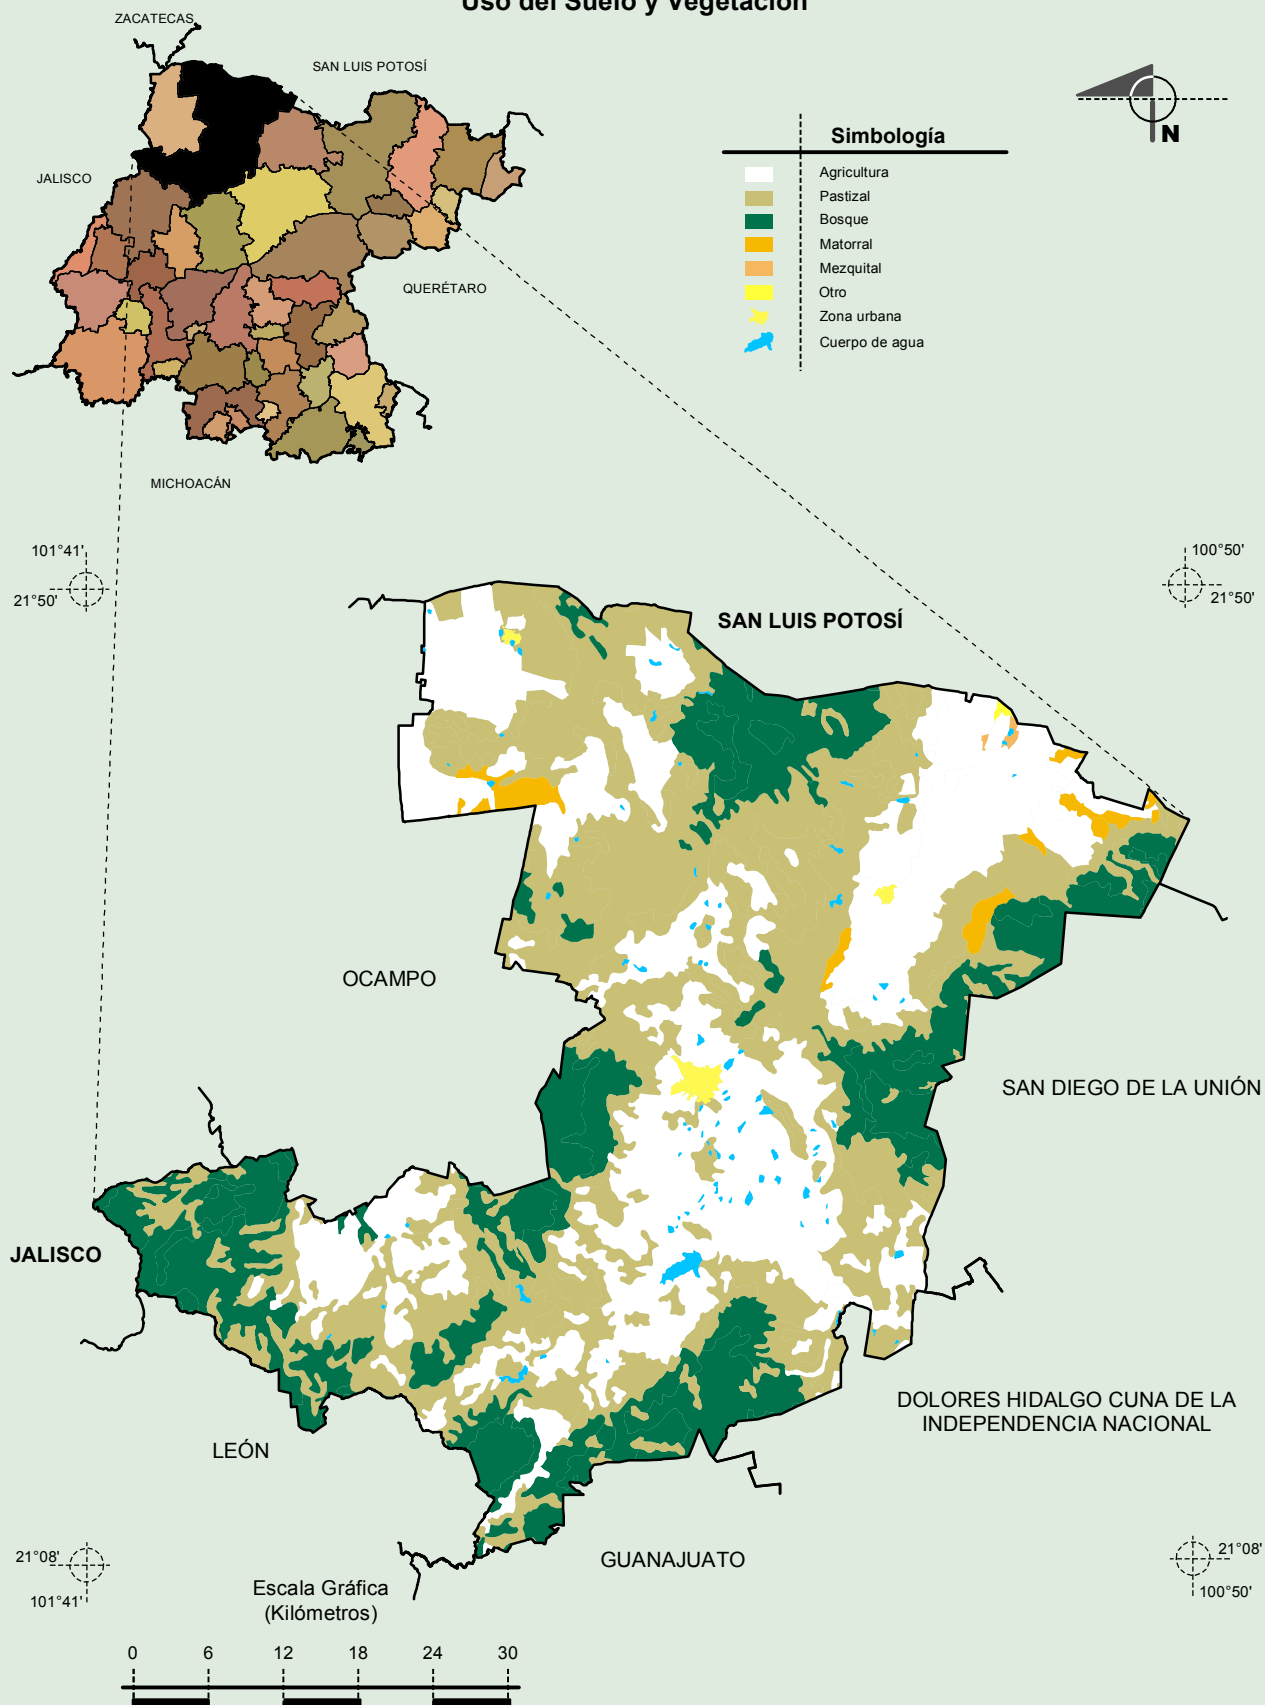 Uso del Suelo y Vegetación
ZACATECAS
SAN LUIS POTOSÍ
JALISCO
QUERÉTARO
MICHOACÁN
N
Simbología
Agricultura
Pastizal
Bosque
Matorral
Mezquital
Otro
Zona urbana
Cuerpo de agua
101°41'
21°50'
100°50'
21°50'
SAN LUIS POTOSÍ
OCAMPO
SAN DIEGO DE LA UNIÓN
JALISCO
DOLORES HIDALGO CUNA DE LA
INDEPENDENCIA NACIONAL
LEÓN
GUANAJUATO
21°08'
101°41'
21°08'
100°50'
Escala Gráfica
(Kilómetros)
0 6 12 18 24 30